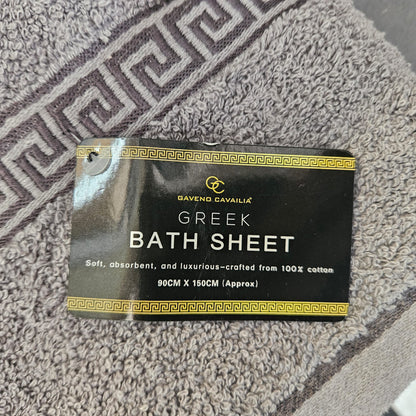 GC
GAVENO CAVAILIA®
GREEK
BATH SHEET
Soft, absorbent, and luxurious-crafted from 100% cotton
90CM X 150CM (Approx)